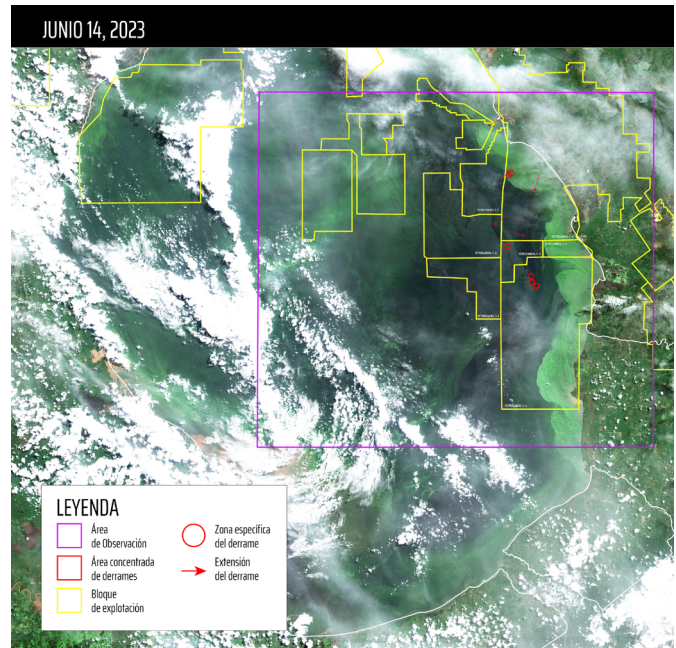 JUNIO 14, 2023
LEYENDA
Área
de Observación
Área concentrada
de derrames
Bloque
de explotación
Zona específica
del derrame
Extensión
del derrame